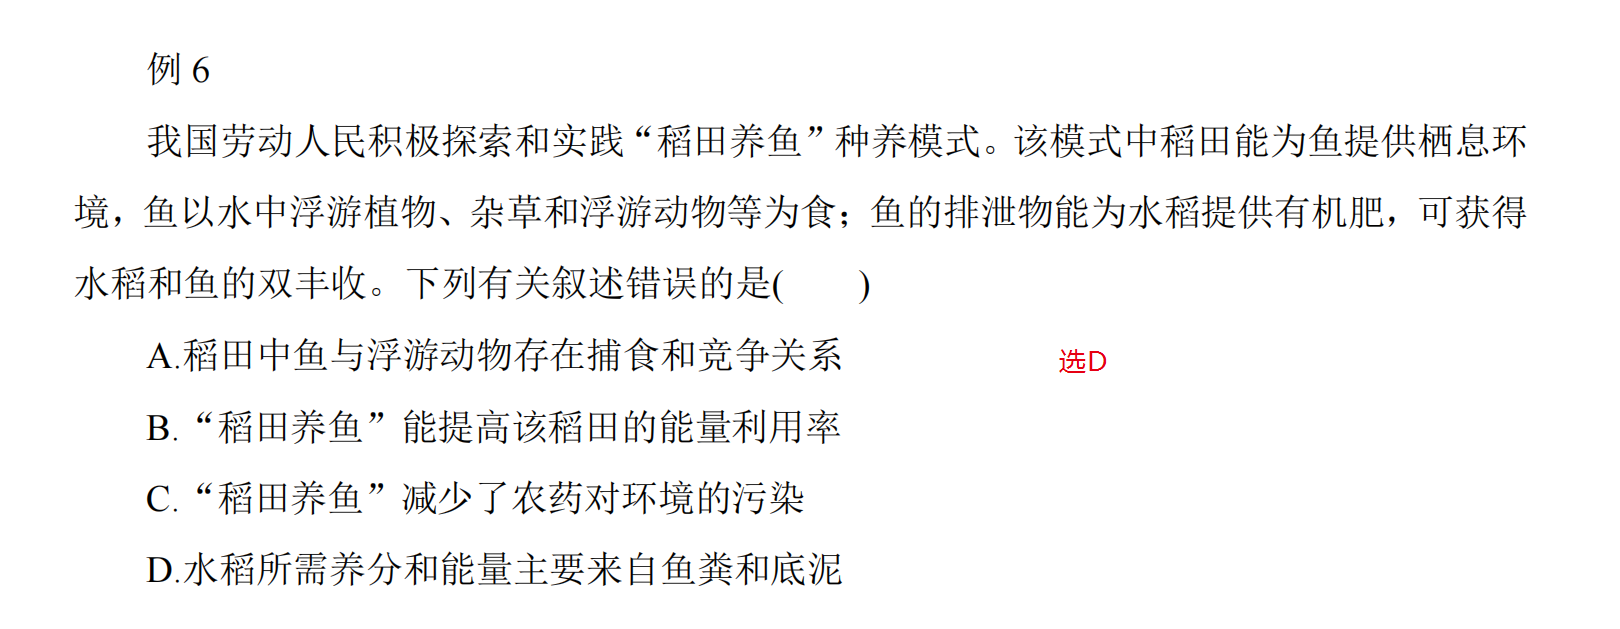 例 6
我国劳动人民积极探索和实践“稻田养鱼”种养模式。该模式中稻田能为鱼提供栖息环
境，鱼以水中浮游植物、杂草和浮游动物等为食；鱼的排泄物能为水稻提供有机肥，可获得
水稻和鱼的双丰收。下列有关叙述错误的是(　　)
A.稻田中鱼与浮游动物存在捕食和竞争关系
选D
B.“稻田养鱼”能提高该稻田的能量利用率
C.“稻田养鱼”减少了农药对环境的污染
D.水稻所需养分和能量主要来自鱼粪和底泥